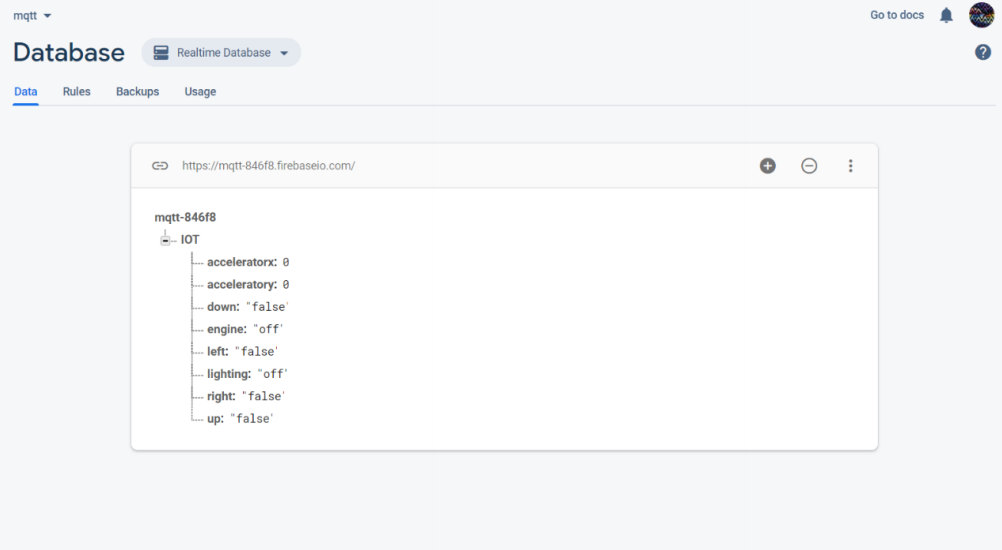 mqtt
Go to docs
Database
Realtime Database
?
Data Rules Backups Usage
https://mqtt-846f8.firebaseio.com/
mqtt-846f8
IOT
acceleratorx: 0
acceleratory: 0
down: "false"
engine: "off"
left: "false"
lighting: "off"
right: "false"
up: "false"